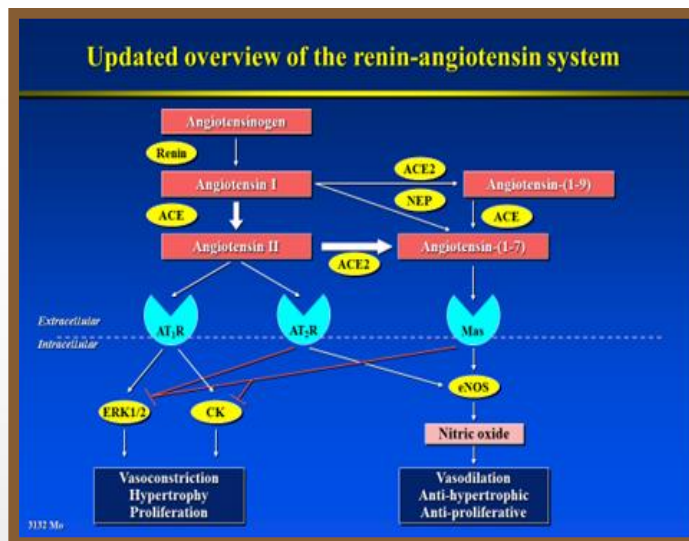 Updated overview of the renin-angiotensin system
Angiotensinogen
Renin
Angiotensin I
ACE2
Angiotensin-(1-9)
NEP
ACE
ACE
Angiotensin II
Angiotensin-(1-7)
ACE2
Extracellular
AT₁R
AT₂R
Mas
Intracellular
eNOS
ERK1/2
CK
Nitric oxide
Vasoconstriction
Hypertrophy
Proliferation
Vasodilation
Anti-hypertrophic
Anti-proliferative
3132 Mo